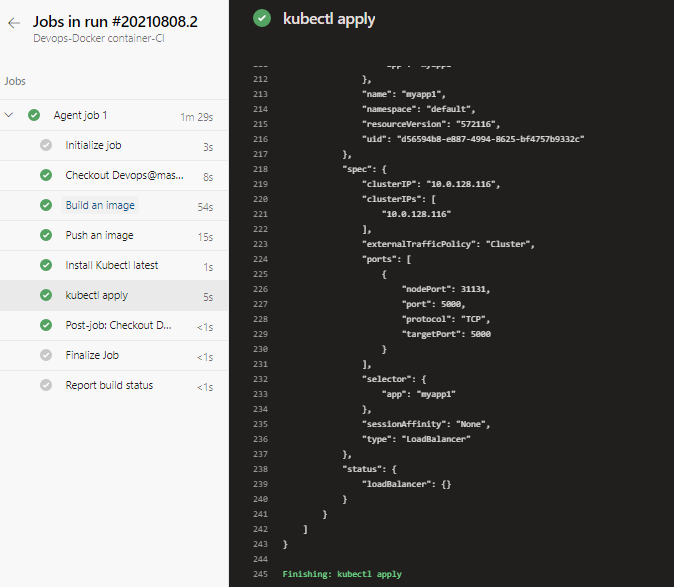 Jobs in run #20210808.2
Devops-Docker container-CI
Jobs
Agent job 1 1m 29s
Initialize job 3s
Checkout Devops@mas... 8s
Build an image 54s
Push an image 15s
Install Kubectl latest 1s
kubectl apply 5s
Post-job: Checkout D... <1s
Finalize Job <1s
Report build status <1s
kubectl apply
212 },
213 "name": "myapp1",
214 "namespace": "default",
215 "resourceVersion": "572116",
216 "uid": "d56594b8-e887-4994-8625-bf4757b9332c"
217 },
218 "spec": {
219 "clusterIP": "10.0.128.116",
220 "clusterIPs": [
221 "10.0.128.116"
222 ],
223 "externalTrafficPolicy": "Cluster",
224 "ports": [
225 {
226 "nodePort": 31131,
227 "port": 5000,
228 "protocol": "TCP",
229 "targetPort": 5000
230 }
231 ],
232 "selector": {
233 "app": "myapp1"
234 },
235 "sessionAffinity": "None",
236 "type": "LoadBalancer"
237 },
238 "status": {
239 "loadBalancer": {}
240 }
241 }
242 ]
243 }
244
245 Finishing: kubectl apply